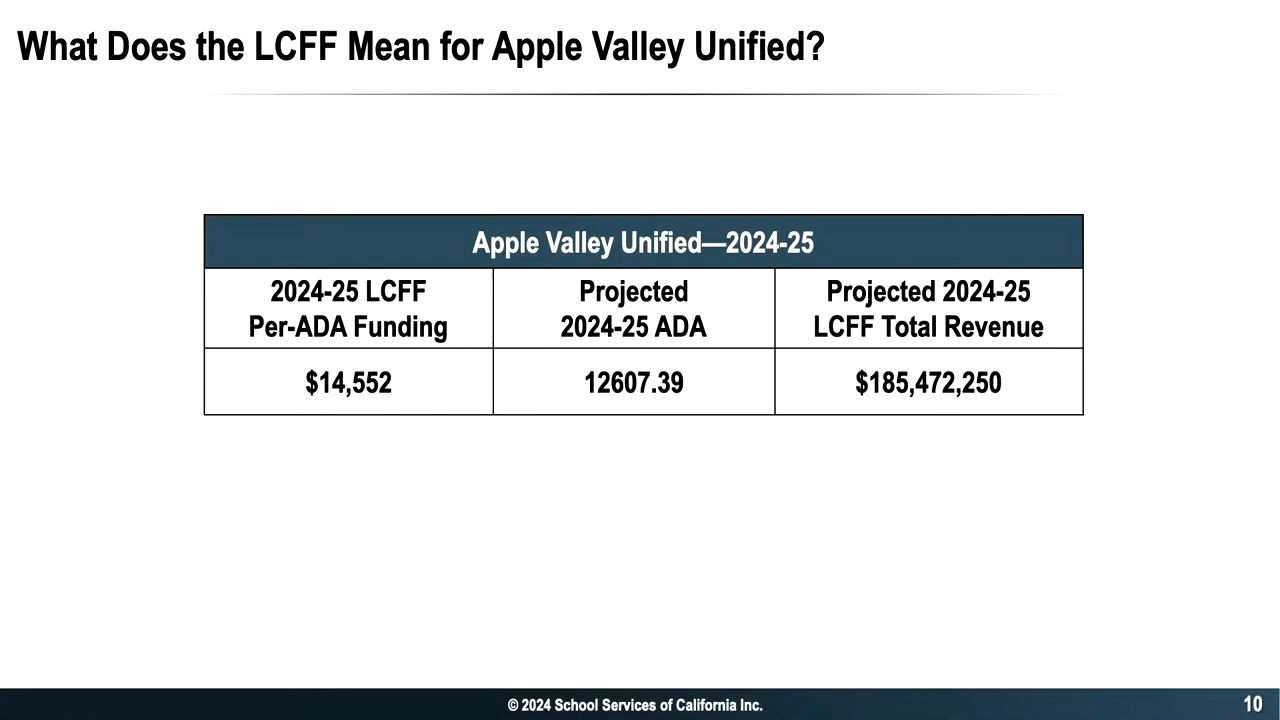 What Does the LCFF Mean for Apple Valley Unified?
Apple Valley Unified—2024-25
2024-25 LCFF
Per-ADA Funding
Projected
2024-25 ADA
Projected 2024-25
LCFF Total Revenue
$14,552
12607.39
$185,472,250
© 2024 School Services of California Inc.
10